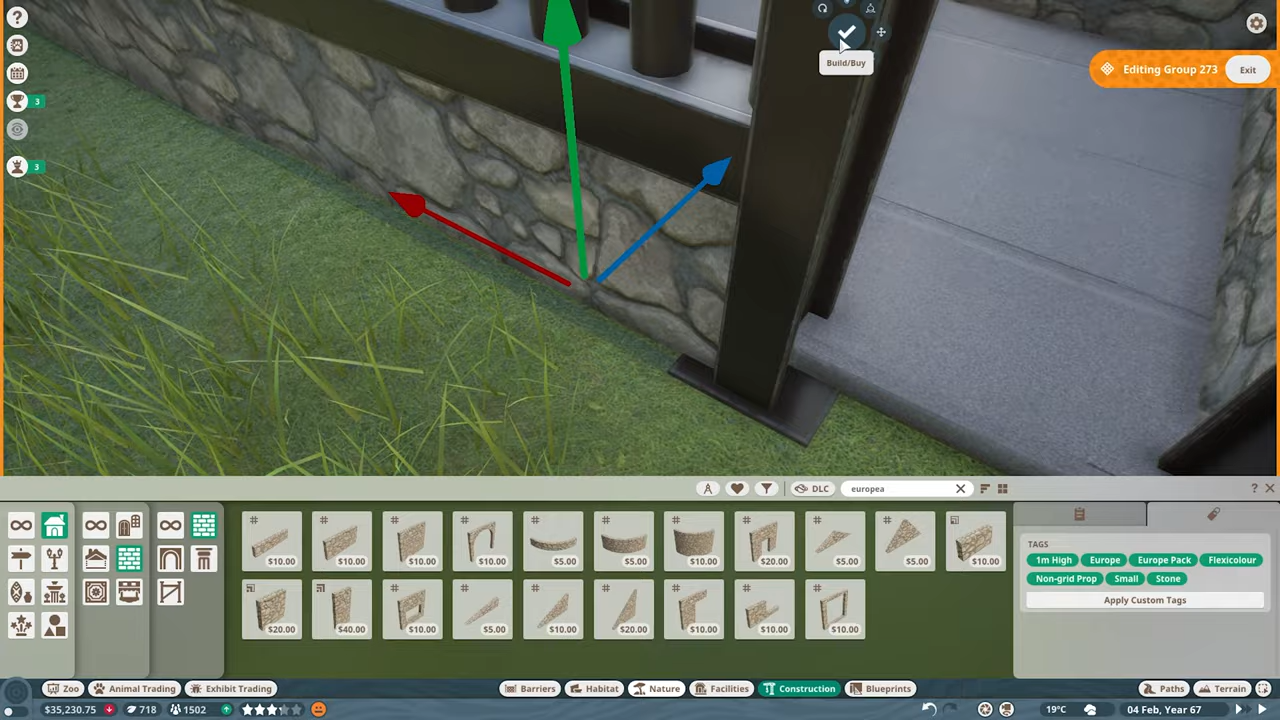 ?
3
3
Build/Buy
Editing Group 273
Exit
DLC
europea
?
$10.00
$10.00
$10.00
$10.00
$5.00
$5.00
$10.00
$20.00
$5.00
$5.00
$10.00
$20.00
$40.00
$10.00
$5.00
$10.00
$20.00
$10.00
$10.00
$10.00
TAGS
1m High
Europe
Europe Pack
Flexicolour
Non-grid Prop
Small
Stone
Apply Custom Tags
Zoo
Animal Trading
Exhibit Trading
Barriers
Habitat
Nature
Facilities
Construction
Blueprints
Paths
Terrain
$35,230.75
718
1502
19°C
04 Feb, Year 67